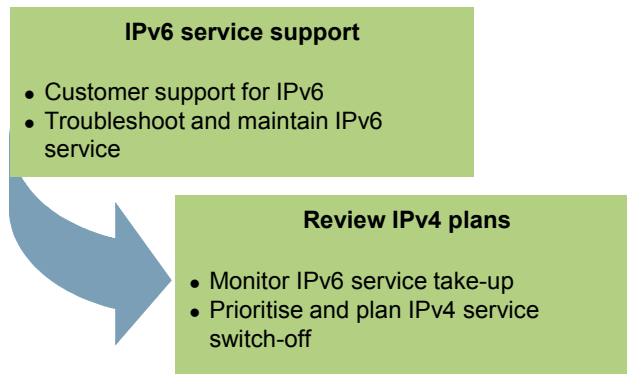 IPv6 service support
• Customer support for IPv6
• Troubleshoot and maintain IPv6
service
Review IPv4 plans
• Monitor IPv6 service take-up
• Prioritise and plan IPv4 service
switch-off